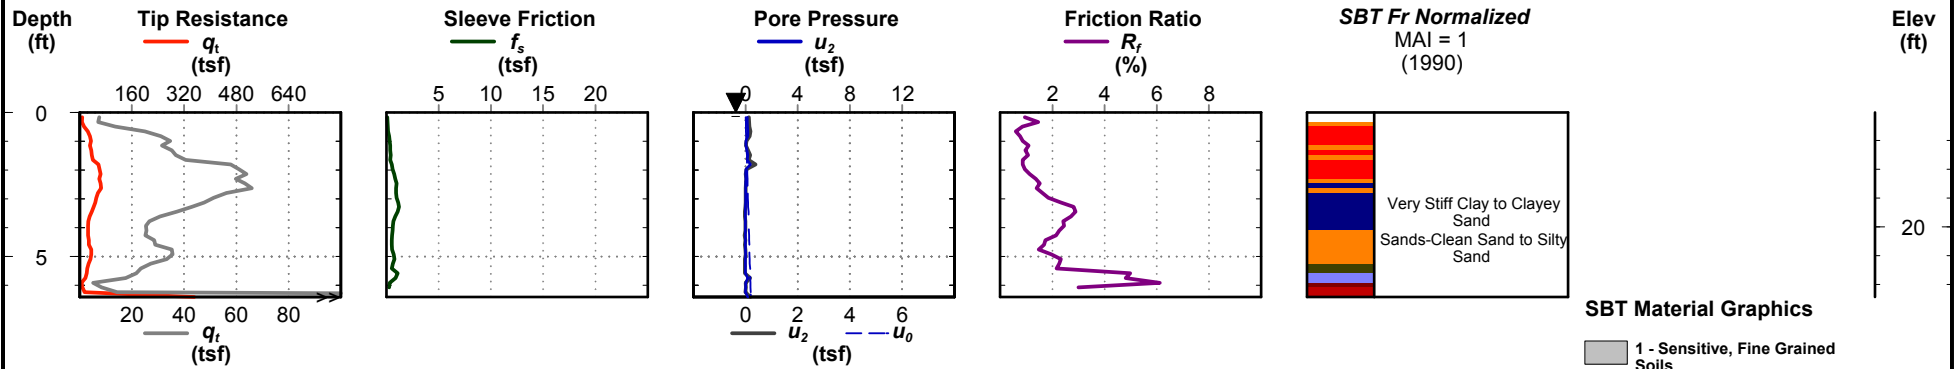 Depth
(ft)
Tip Resistance
qt
(tsf)
160 320 480 640
Sleeve Friction
fs
(tsf)
5 10 15 20
Pore Pressure
u2
(tsf)
0 4 8 12
Friction Ratio
Rf
(%)
2 4 6 8
SBT Fr Normalized
MAI = 1
(1990)
Elev
(ft)
0
5
Very Stiff Clay to Clayey
Sand
Sands-Clean Sand to Silty
Sand
20
20 40 60 80
qt
(tsf)
0 2 4 6
u2 u0
(tsf)
SBT Material Graphics
1 - Sensitive, Fine Grained
Soils